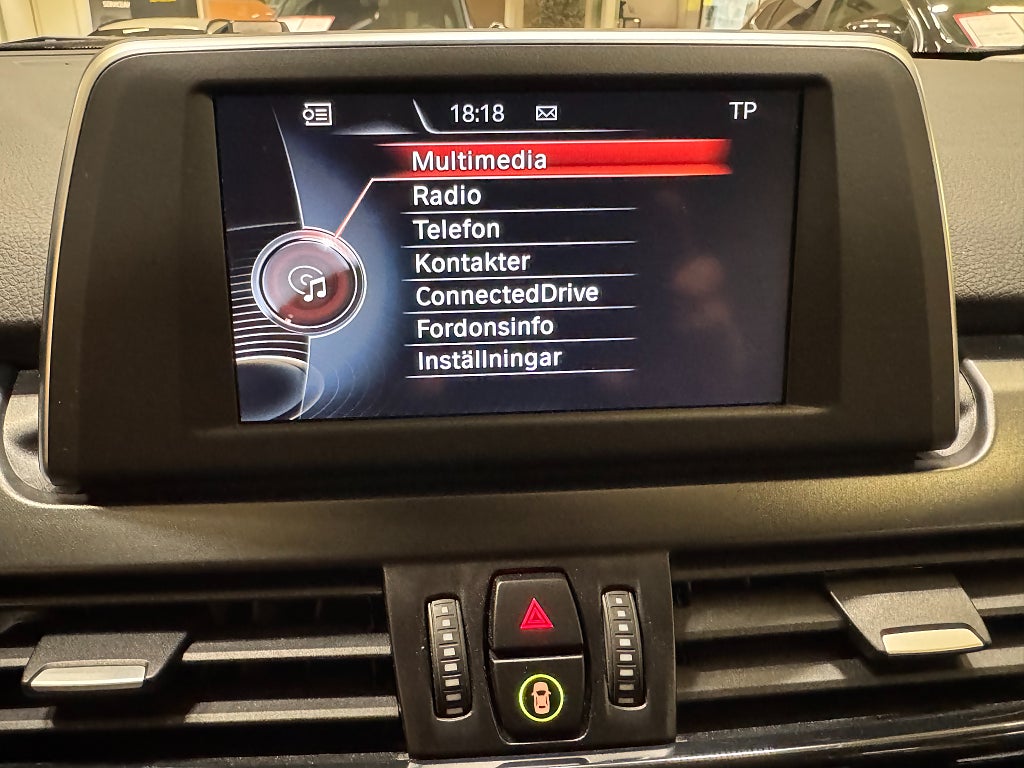 18:18 TP
Multimedia
Radio
Telefon
Kontakter
ConnectedDrive
Fordonsinfo
Inställningar